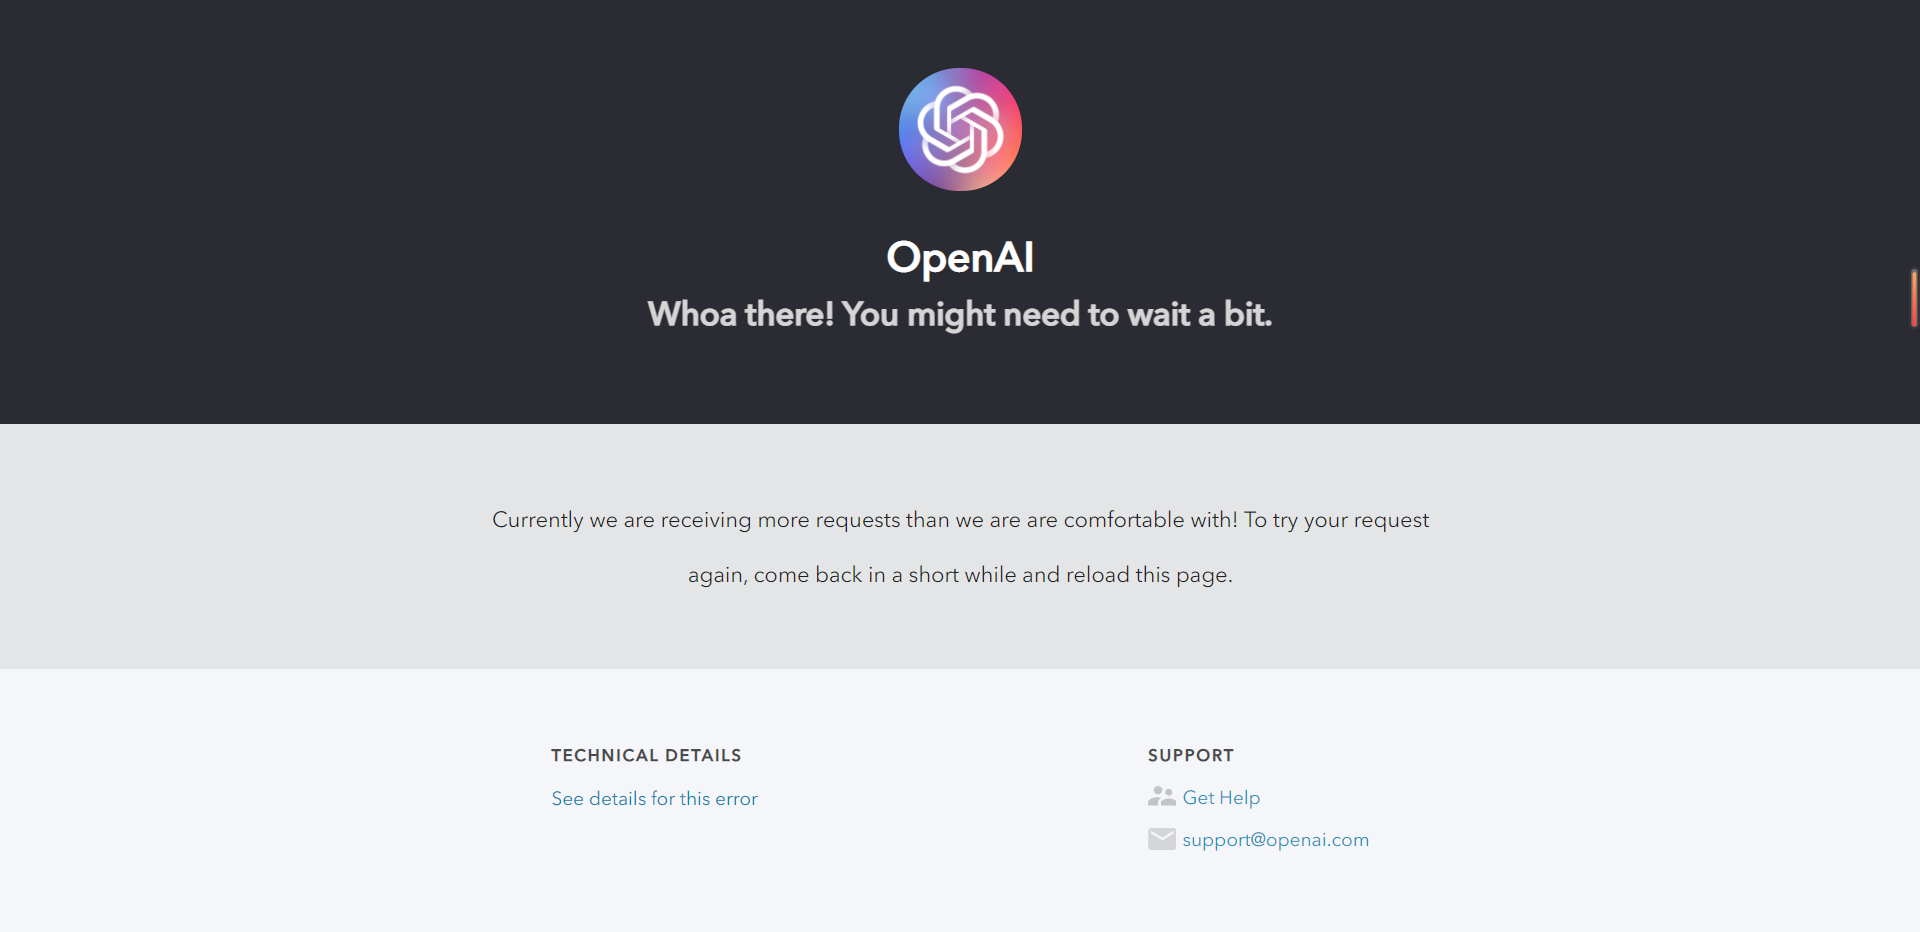 OpenAI
Whoa there! You might need to wait a bit.
Currently we are receiving more requests than we are are comfortable with! To try your request
again, come back in a short while and reload this page.
TECHNICAL DETAILS
See details for this error
SUPPORT
Get Help
support@openai.com